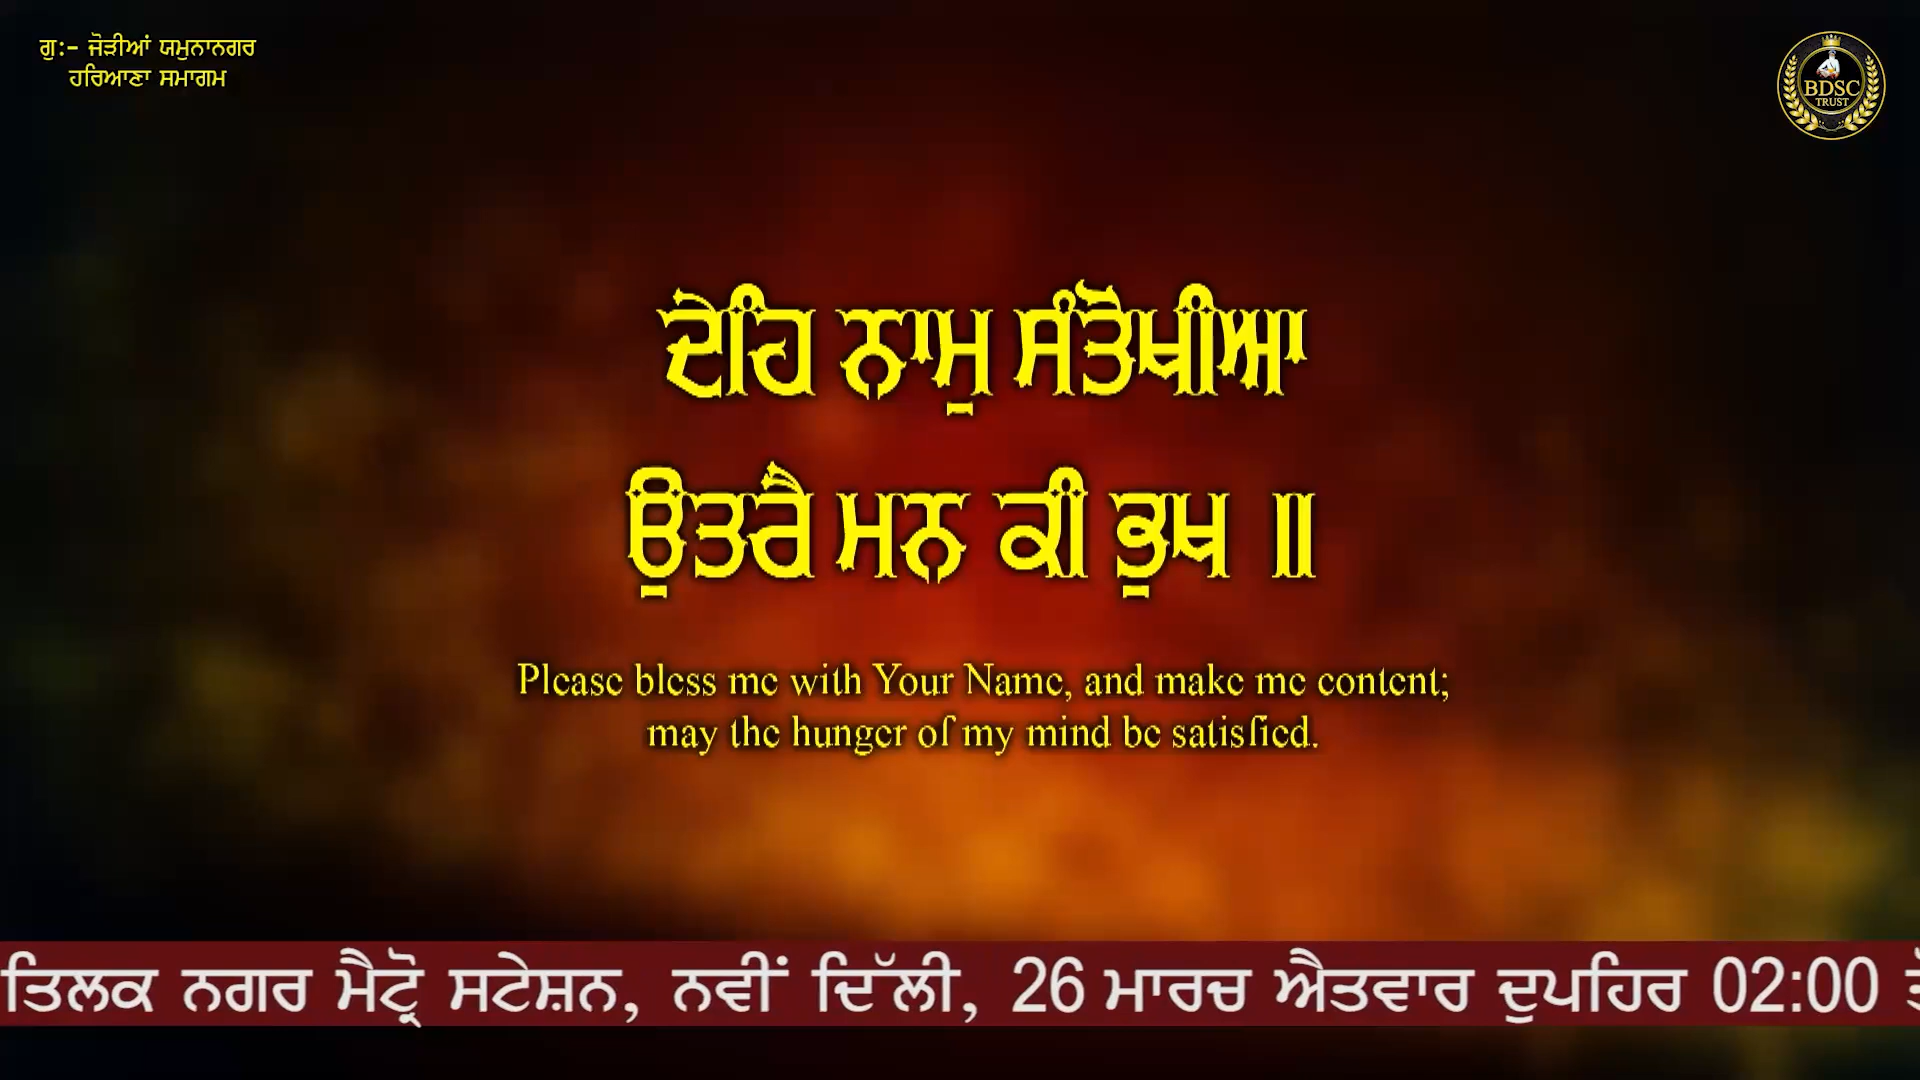 ਗੁ:- ਜੋੜੀਆਂ ਯਮੁਨਾਨਗਰ
ਹਰਿਆਣਾ ਸਮਾਗਮ
BDSC
TRUST
ਦੇਹਿ ਨਾਮੁ ਸੰਤੋਖੀਆ
ਉਤਰੈ ਮਨ ਕੀ ਭੁਖ ॥
Please bless me with Your Name, and make me content;
may the hunger of my mind be satisfied.
ਤਿਲਕ ਨਗਰ ਮੈਟ੍ਰੋ ਸਟੇਸ਼ਨ, ਨਵੀਂ ਦਿੱਲੀ, 26 ਮਾਰਚ ਐਤਵਾਰ ਦੁਪਹਿਰ 02:00